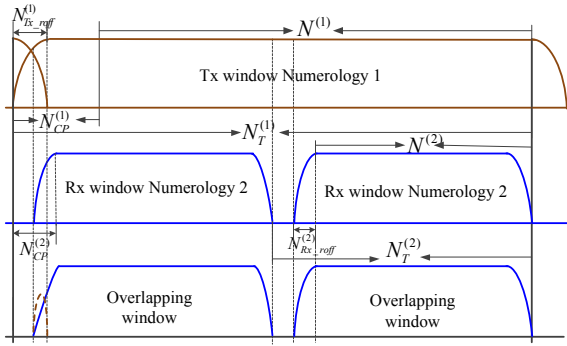 N_{Tx_roff}^{(1)}
N^{(1)}
Tx window Numerology 1
N_{CP}^{(1)}
N_T^{(1)}
N^{(2)}
Rx window Numerology 2
Rx window Numerology 2
N_{CP}^{(2)}
N_{Rx_roff}^{(2)}
N_T^{(2)}
Overlapping
window
Overlapping
window